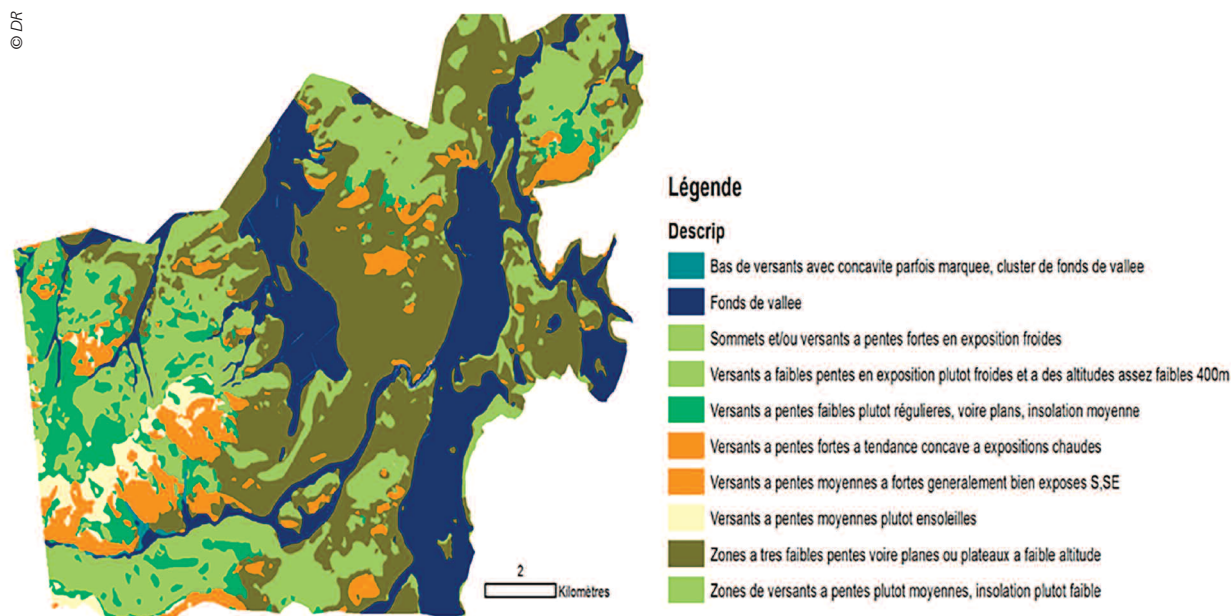 © DR
Légende
Descrip
Bas de versants avec concavite parfois marquee, cluster de fonds de vallee
Fonds de vallee
Sommets et/ou versants a pentes fortes en exposition froides
Versants a faibles pentes en exposition plutot froides et a des altitudes assez faibles 400m
Versants a pentes faibles plutot régulieres, voire plans, insolation moyenne
Versants a pentes fortes a tendance concave a expositions chaudes
Versants a pentes moyennes a fortes generalement bien exposes S,SE
Versants a pentes moyennes plutot ensoleilles
Zones a tres faibles pentes voire planes ou plateaux a faible altitude
Zones de versants a pentes plutot moyennes, insolation plutot faible
2
Kilomètres